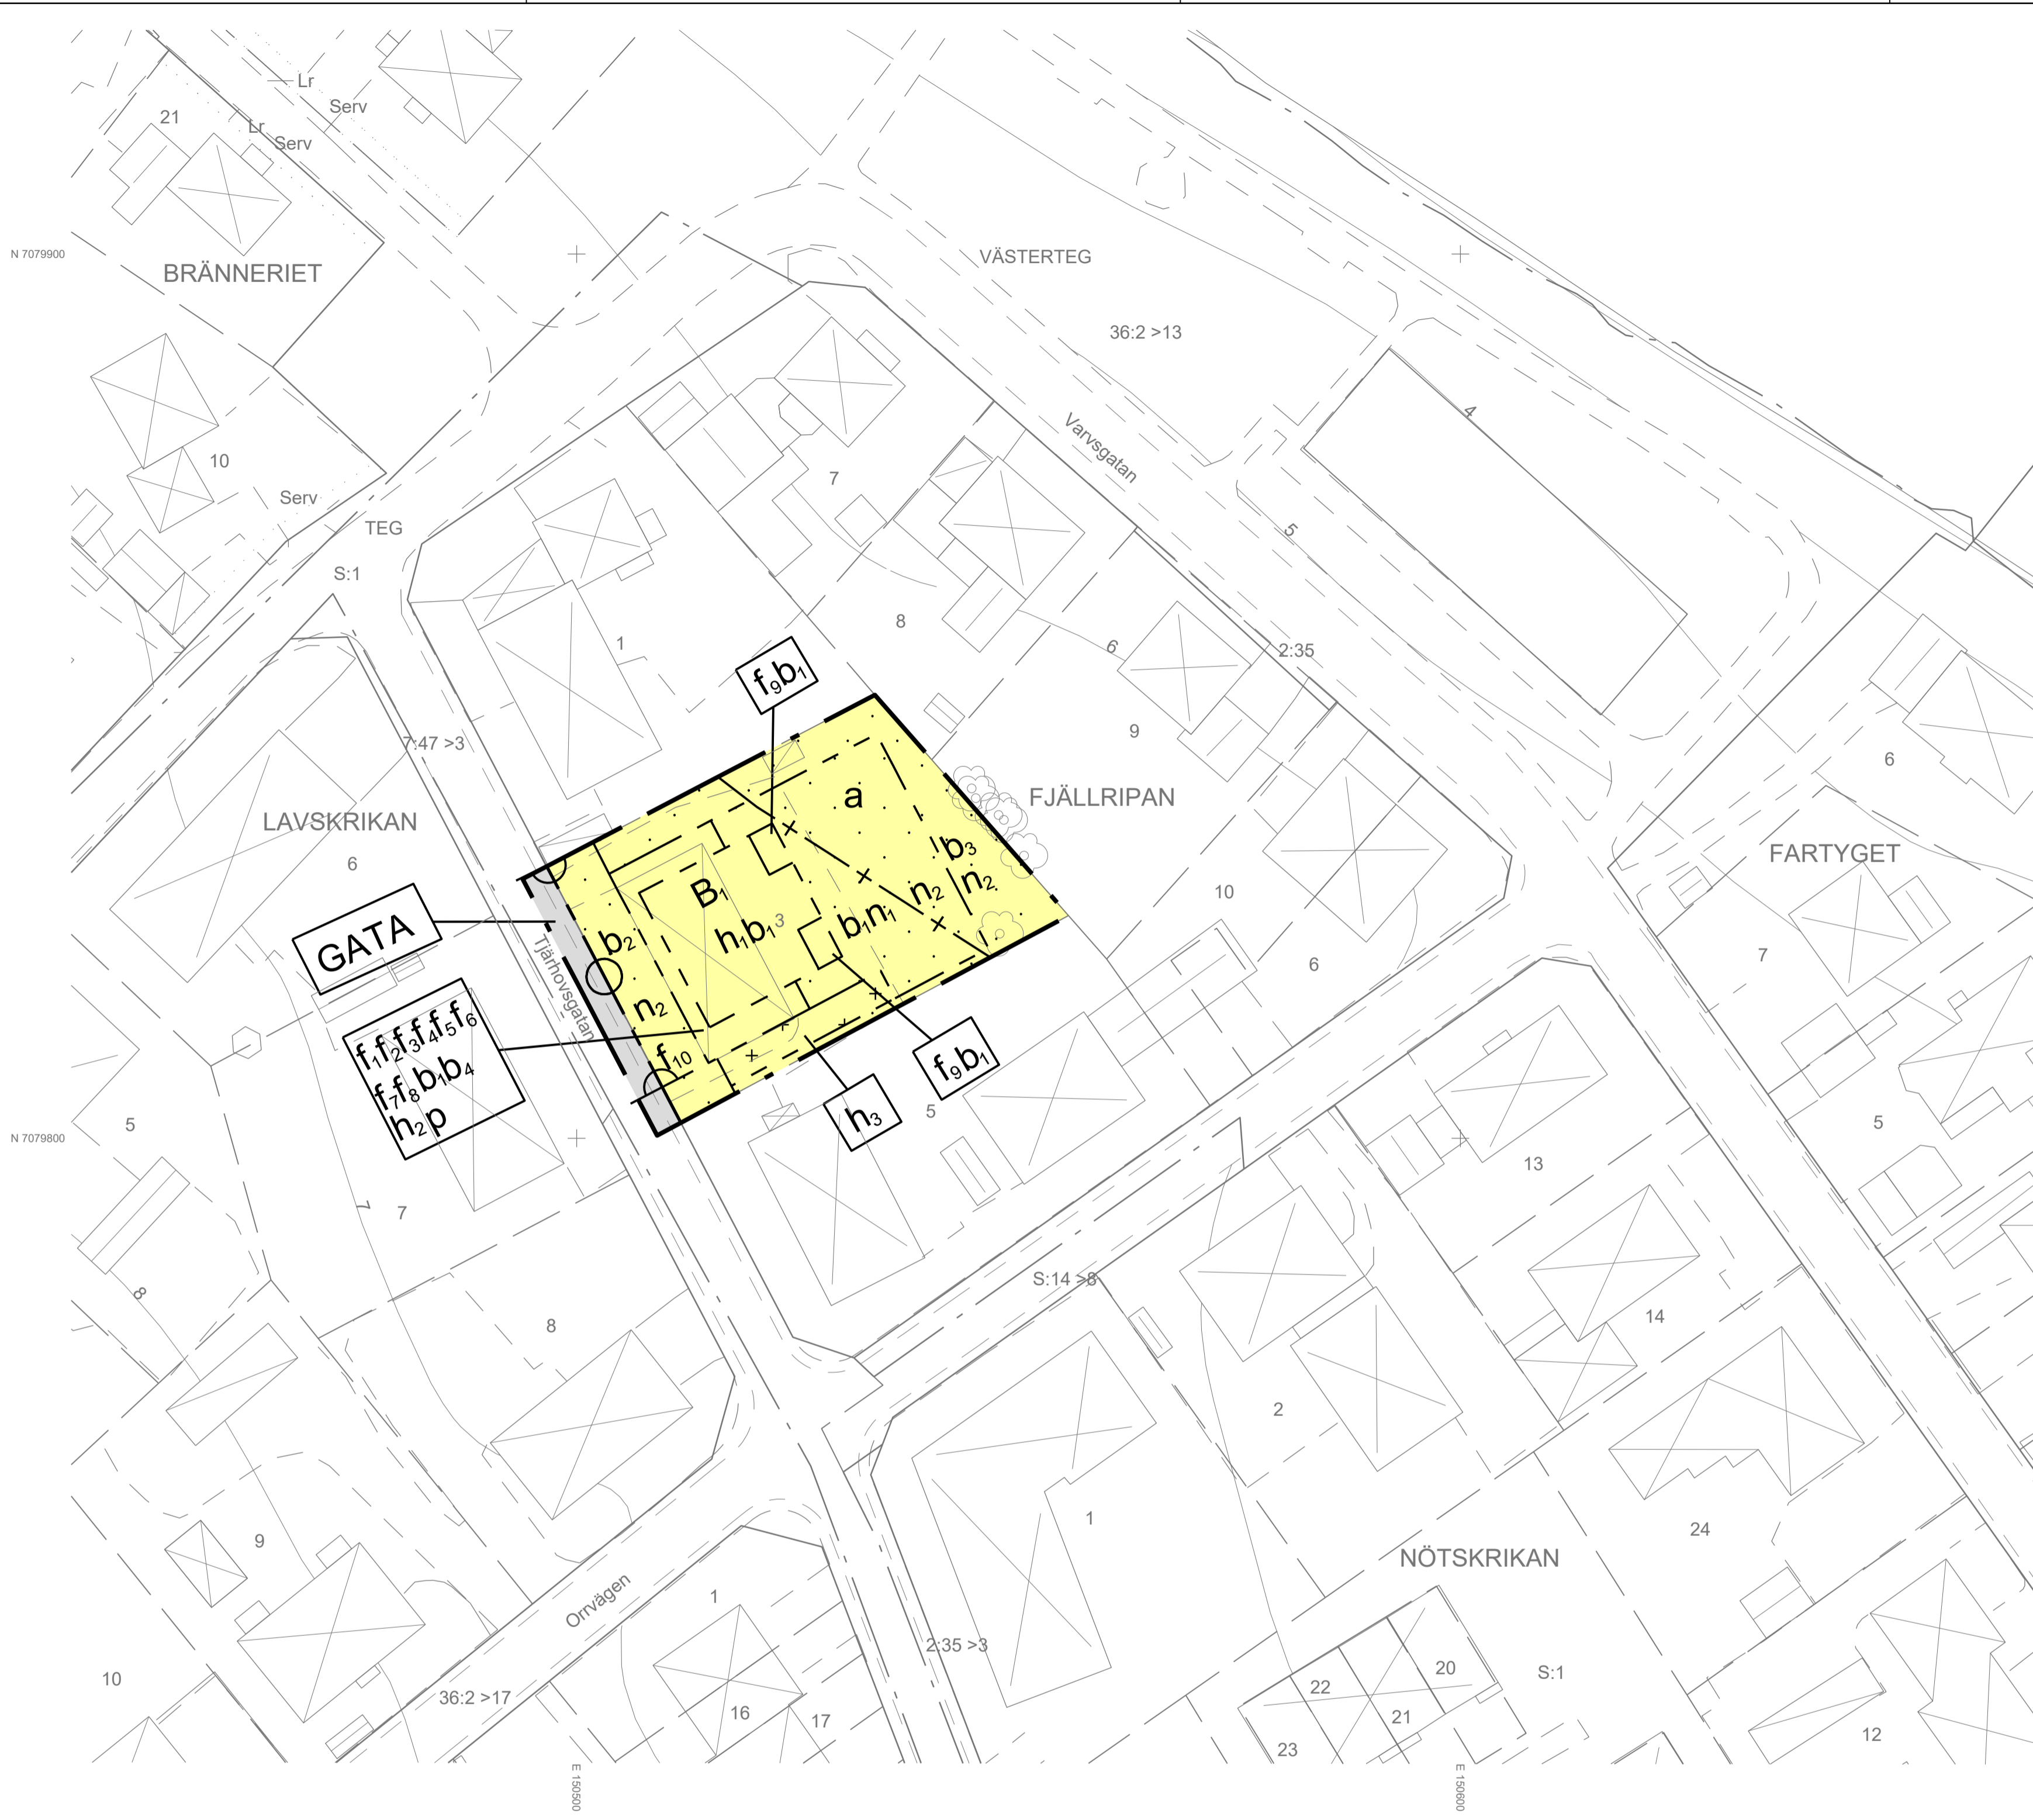 Lr
Serv
21
Lr
Serv
N 7079900
BRÄNNERIET
VÄSTERTEG
36:2 >13
4
Varvsgatan
10
7
Serv
TEG
5
S:1
8
1
6
2:35
f₉b₁
9
7:47 >3
6
a
FJÄLLRIPAN
LAVSKRIKAN
FARTYGET
b₃
6
B₁
n₂
n₂
10
3
GATA
b₂
h₁b₁
b₁n₁
Tjärhovsgatan
7
6
n₂
f₁f₂f₃f₄f₅f₆
f₇f₈b₁b₄
h₂p
f₁₀
f₉b₁
h₃
5
5
5
N 7079800
13
7
7
S:14 >8
8
8
14
2
1
24
9
NÖTSKRIKAN
Orrvägen
1
2:35 >3
10
20
S:1
36:2 >17
22
16
17
21
12
23
E 150500
E 150600